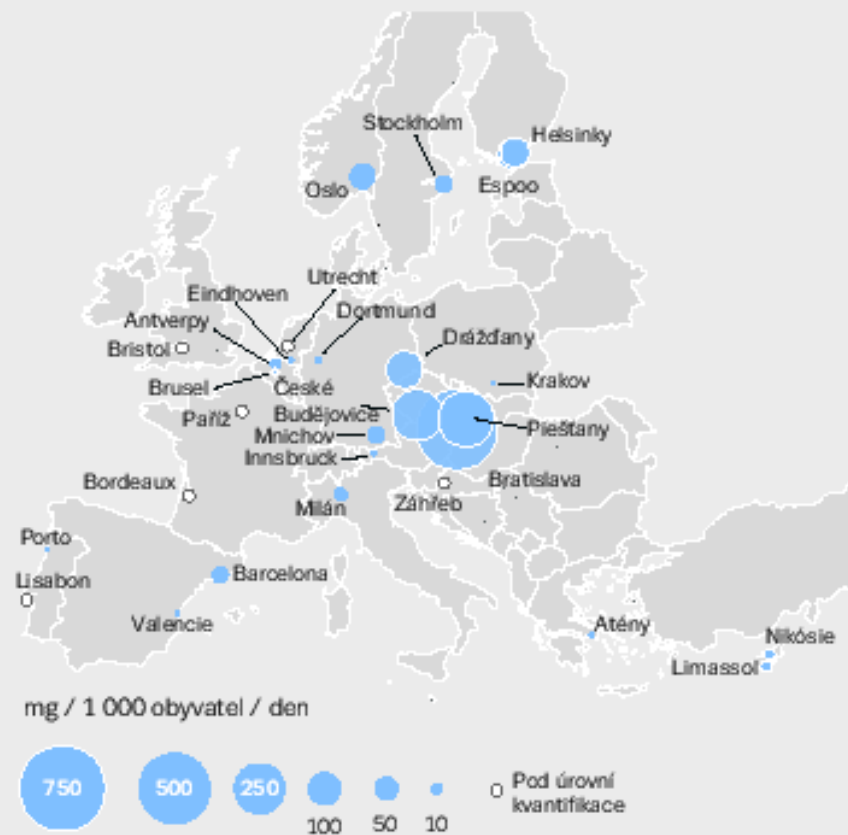 Stockholm
Helsinky
Oslo
Espoo
Utrecht
Eindhoven
Antverpy
Dortmund
Bristol
Drážďany
Brusel
České
Budějovice
Krakov
Paříž
Mnichov
Piešťany
Innsbruck
Bordeaux
Bratislava
Milán
Záhřeb
Porto
Barcelona
Lisabon
Valencie
Atény
Nikósie
Limassol
mg / 1 000 obyvatel / den
750
500
250
100
50
10
Pod úrovní
kvantifikace